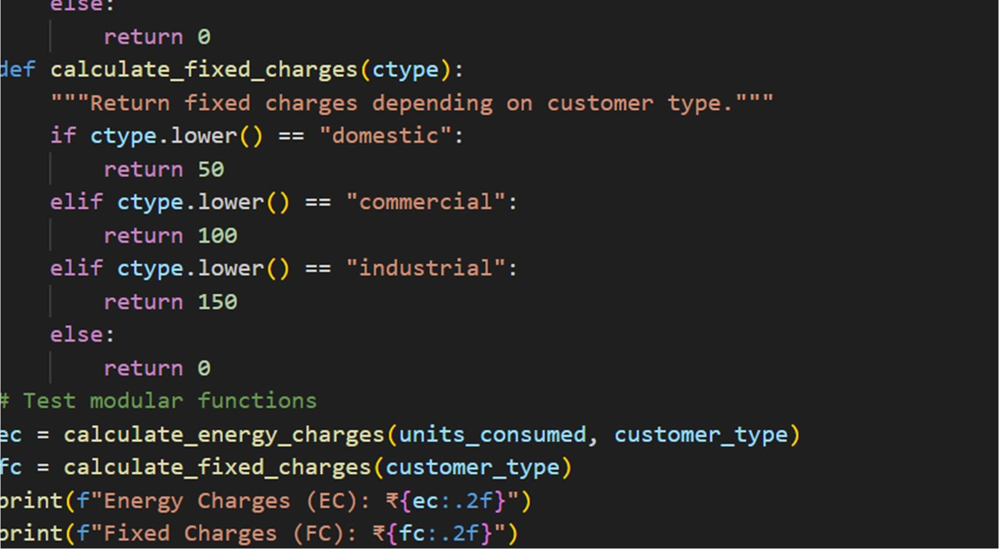 else:
        return 0
def calculate_fixed_charges(ctype):
    """Return fixed charges depending on customer type."""
    if ctype.lower() == "domestic":
        return 50
    elif ctype.lower() == "commercial":
        return 100
    elif ctype.lower() == "industrial":
        return 150
    else:
        return 0
# Test modular functions
ec = calculate_energy_charges(units_consumed, customer_type)
fc = calculate_fixed_charges(customer_type)
print(f"Energy Charges (EC): ₹{ec:.2f}")
print(f"Fixed Charges (FC): ₹{fc:.2f}")